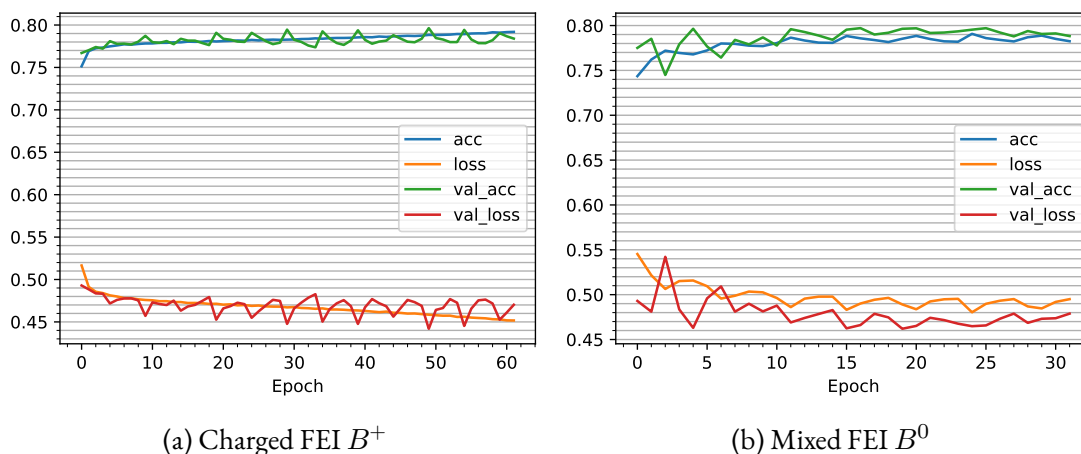 0.80
0.75
0.70
0.65
0.60
0.55
0.50
0.45
acc
loss
val_acc
val_loss
0 10 20 30 40 50 60
Epoch
(a) Charged FEI B⁺
0.80
0.75
0.70
0.65
0.60
0.55
0.50
0.45
acc
loss
val_acc
val_loss
0 5 10 15 20 25 30
Epoch
(b) Mixed FEI B⁰